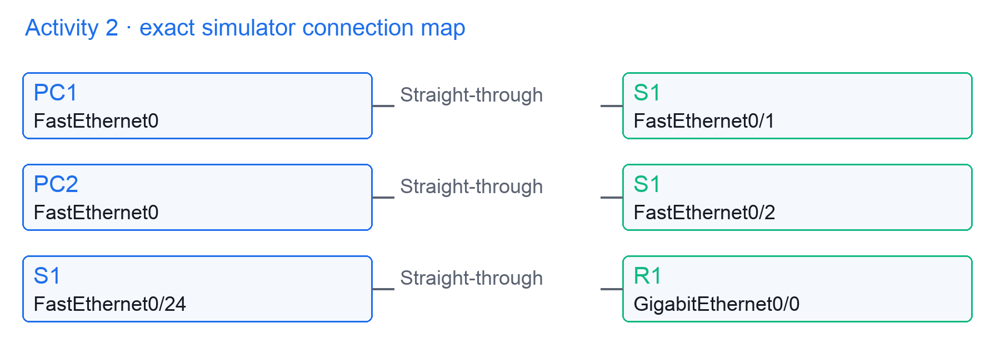 Activity 2 · exact simulator connection map
PC1
FastEthernet0
Straight-through
S1
FastEthernet0/1
PC2
FastEthernet0
Straight-through
S1
FastEthernet0/2
S1
FastEthernet0/24
Straight-through
R1
GigabitEthernet0/0